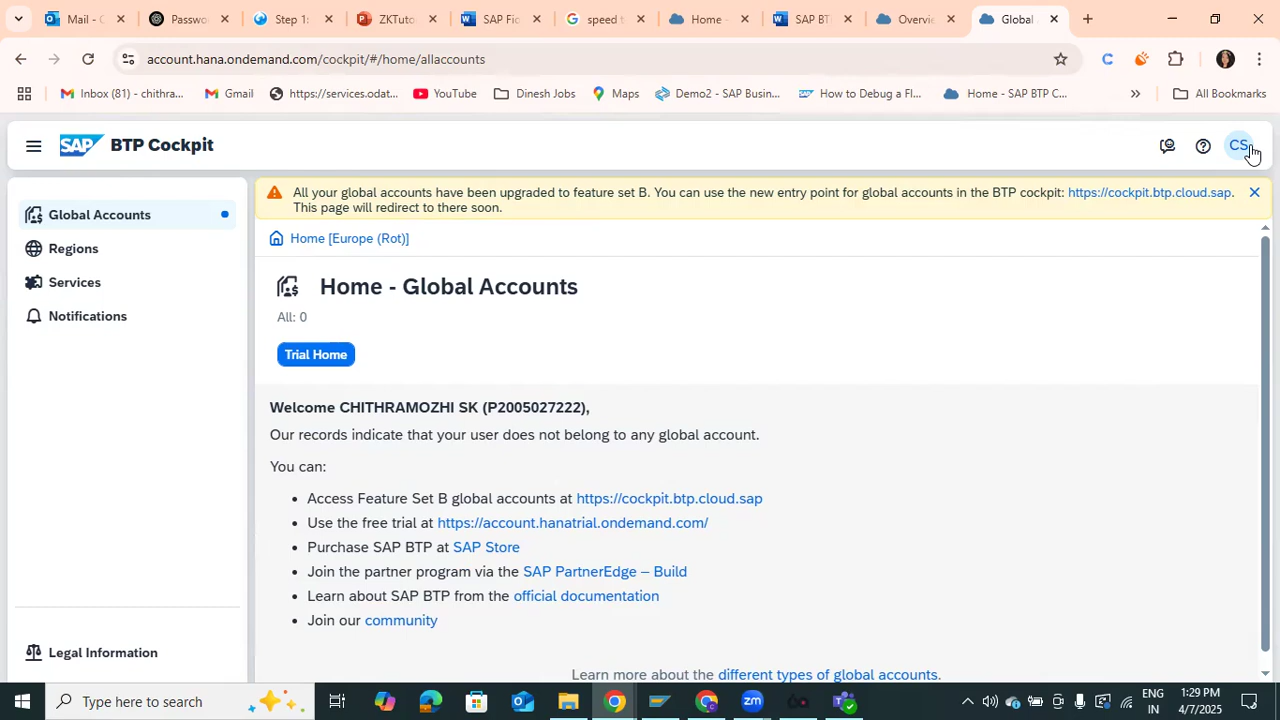 Mail - C
Passwo
Step 1:
ZKTuto
SAP Fio
speed t
Home -
SAP BT
Overvie
Global
account.hana.ondemand.com/cockpit/#/home/allaccounts
Inbox (81) - chithra...
Gmail
https://services.odat...
YouTube
Dinesh Jobs
Maps
Demo2 - SAP Busin...
How to Debug a Fl...
Home - SAP BTP C...
All Bookmarks
SAP BTP Cockpit
CS
All your global accounts have been upgraded to feature set B. You can use the new entry point for global accounts in the BTP cockpit: https://cockpit.btp.cloud.sap.
This page will redirect to there soon.
Global Accounts
Regions
Services
Notifications
Legal Information
Home [Europe (Rot)]
Home - Global Accounts
All: 0
Trial Home
Welcome CHITHRAMOZHI SK (P2005027222),
Our records indicate that your user does not belong to any global account.
You can:
• Access Feature Set B global accounts at https://cockpit.btp.cloud.sap
• Use the free trial at https://account.hanatrial.ondemand.com/
• Purchase SAP BTP at SAP Store
• Join the partner program via the SAP PartnerEdge – Build
• Learn about SAP BTP from the official documentation
• Join our community
Learn more about the different types of global accounts.
Type here to search
ENG
IN
1:29 PM
4/7/2025